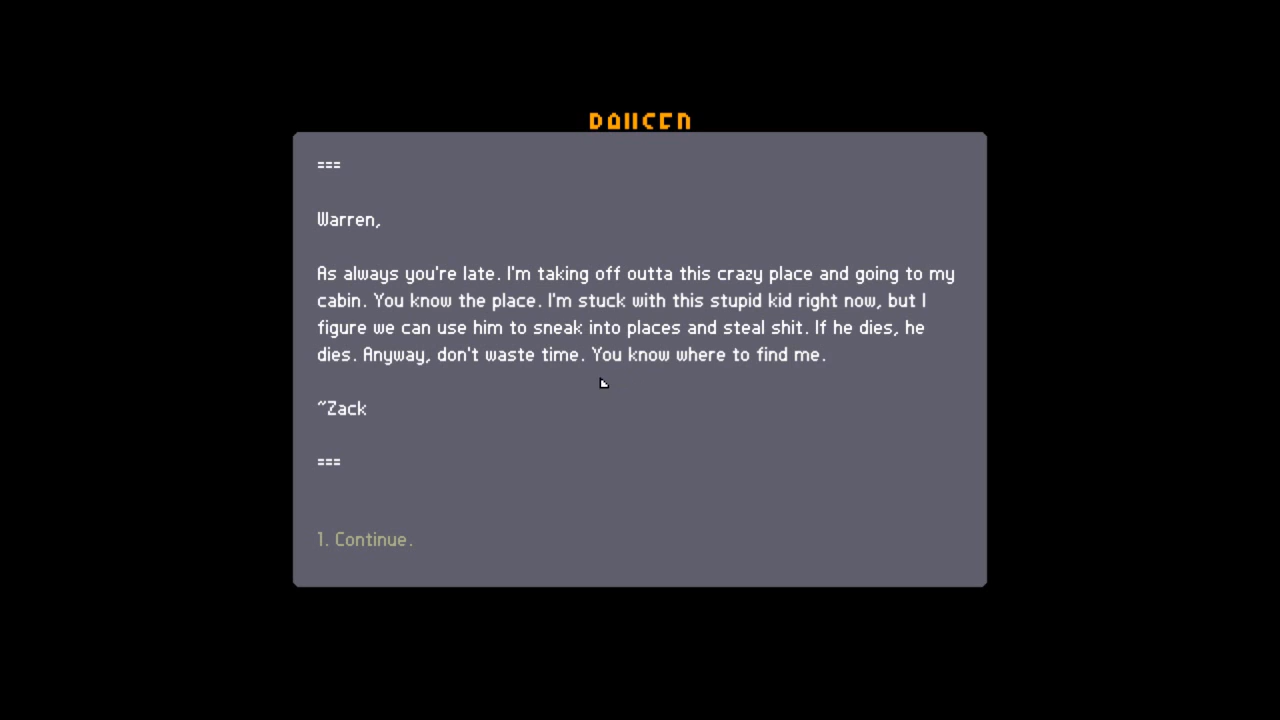 PAUSED
===
Warren,
As always you're late. I'm taking off outta this crazy place and going to my
cabin. You know the place. I'm stuck with this stupid kid right now, but I
figure we can use him to sneak into places and steal shit. If he dies, he
dies. Anyway, don't waste time. You know where to find me.
~Zack
===
1. Continue.